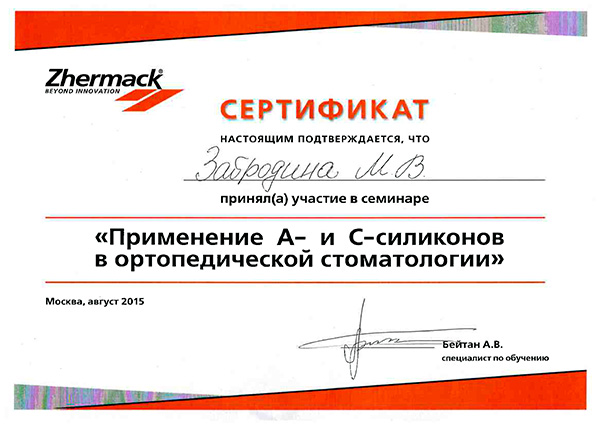 Zhermack®
BEYOND INNOVATION
СЕРТИФИКАТ
НАСТОЯЩИМ ПОДТВЕРЖДАЕТСЯ, ЧТО
Забродина М.В.
принял(а) участие в семинаре
«Применение А- и С-силиконов
в ортопедической стоматологии»
Москва, август 2015
Бейтан А.В.
специалист по обучению